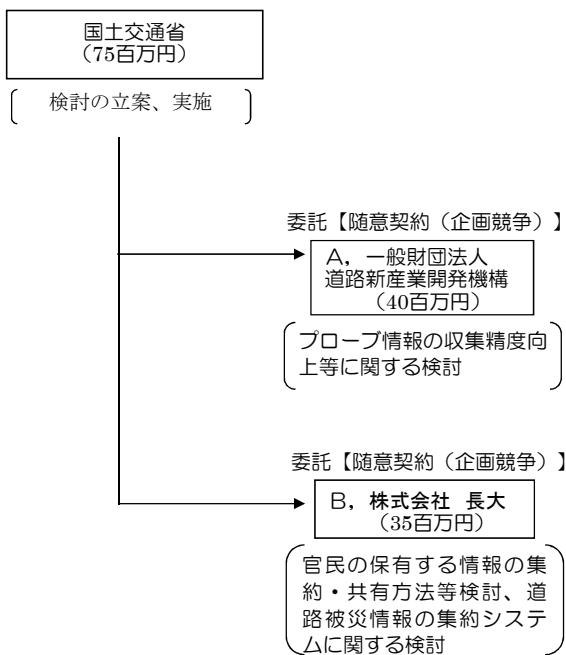 国土交通省
（75百万円）
検討の立案、実施
委託【随意契約（企画競争）】
Ａ，一般財団法人
道路新産業開発機構
（40百万円）
プローブ情報の収集精度向
上等に関する検討
委託【随意契約（企画競争）】
Ｂ，株式会社 長大
（35百万円）
官民の保有する情報の集
約・共有方法等検討、道
路被災情報の集約システ
ムに関する検討